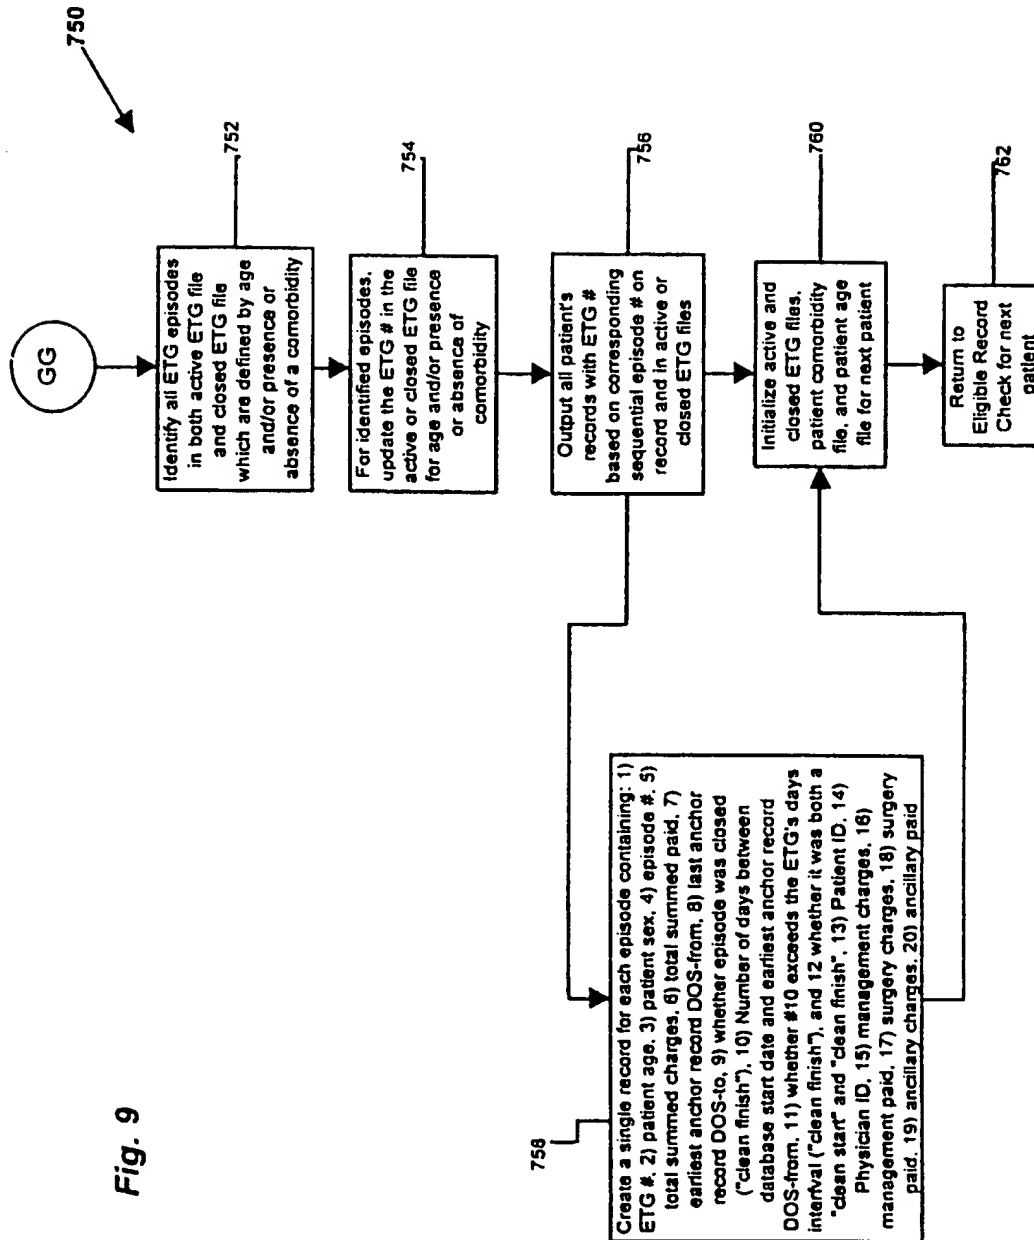 Fig. 9
750
GG
Identify all ETG episodes
in both active ETG file
and closed ETG file
which are defined by age
and/or presence or
absence of a comorbidity
752
For identified episodes,
update the ETG # in the
active or closed ETG file
for age and/or presence
or absence of
comorbidity
754
Output all patient's
records with ETG #
based on corresponding
sequential episode # on
record and in active or
closed ETG files
756
758
Create a single record for each episode containing: 1)
ETG #, 2) patient age, 3) patient sex, 4) episode #, 5)
total summed charges, 6) total summed paid, 7)
earliest anchor record DOS-from, 8) last anchor
record DOS-to, 9) whether episode was closed
("clean finish"), 10) Number of days between
database start date and earliest anchor record
DOS-from, 11) whether #10 exceeds the ETG's days
interval ("clean finish"), and 12 whether it was both a
"clean start" and "clean finish", 13) Patient ID, 14)
Physician ID, 15) management charges, 16)
management paid, 17) surgery charges, 18) surgery
paid, 19) ancillary charges, 20) ancillary paid
Initialize active and
closed ETG files,
patient comorbidity
file, and patient age
file for next patient
760
Return to
Eligible Record
Check for next
patient
762